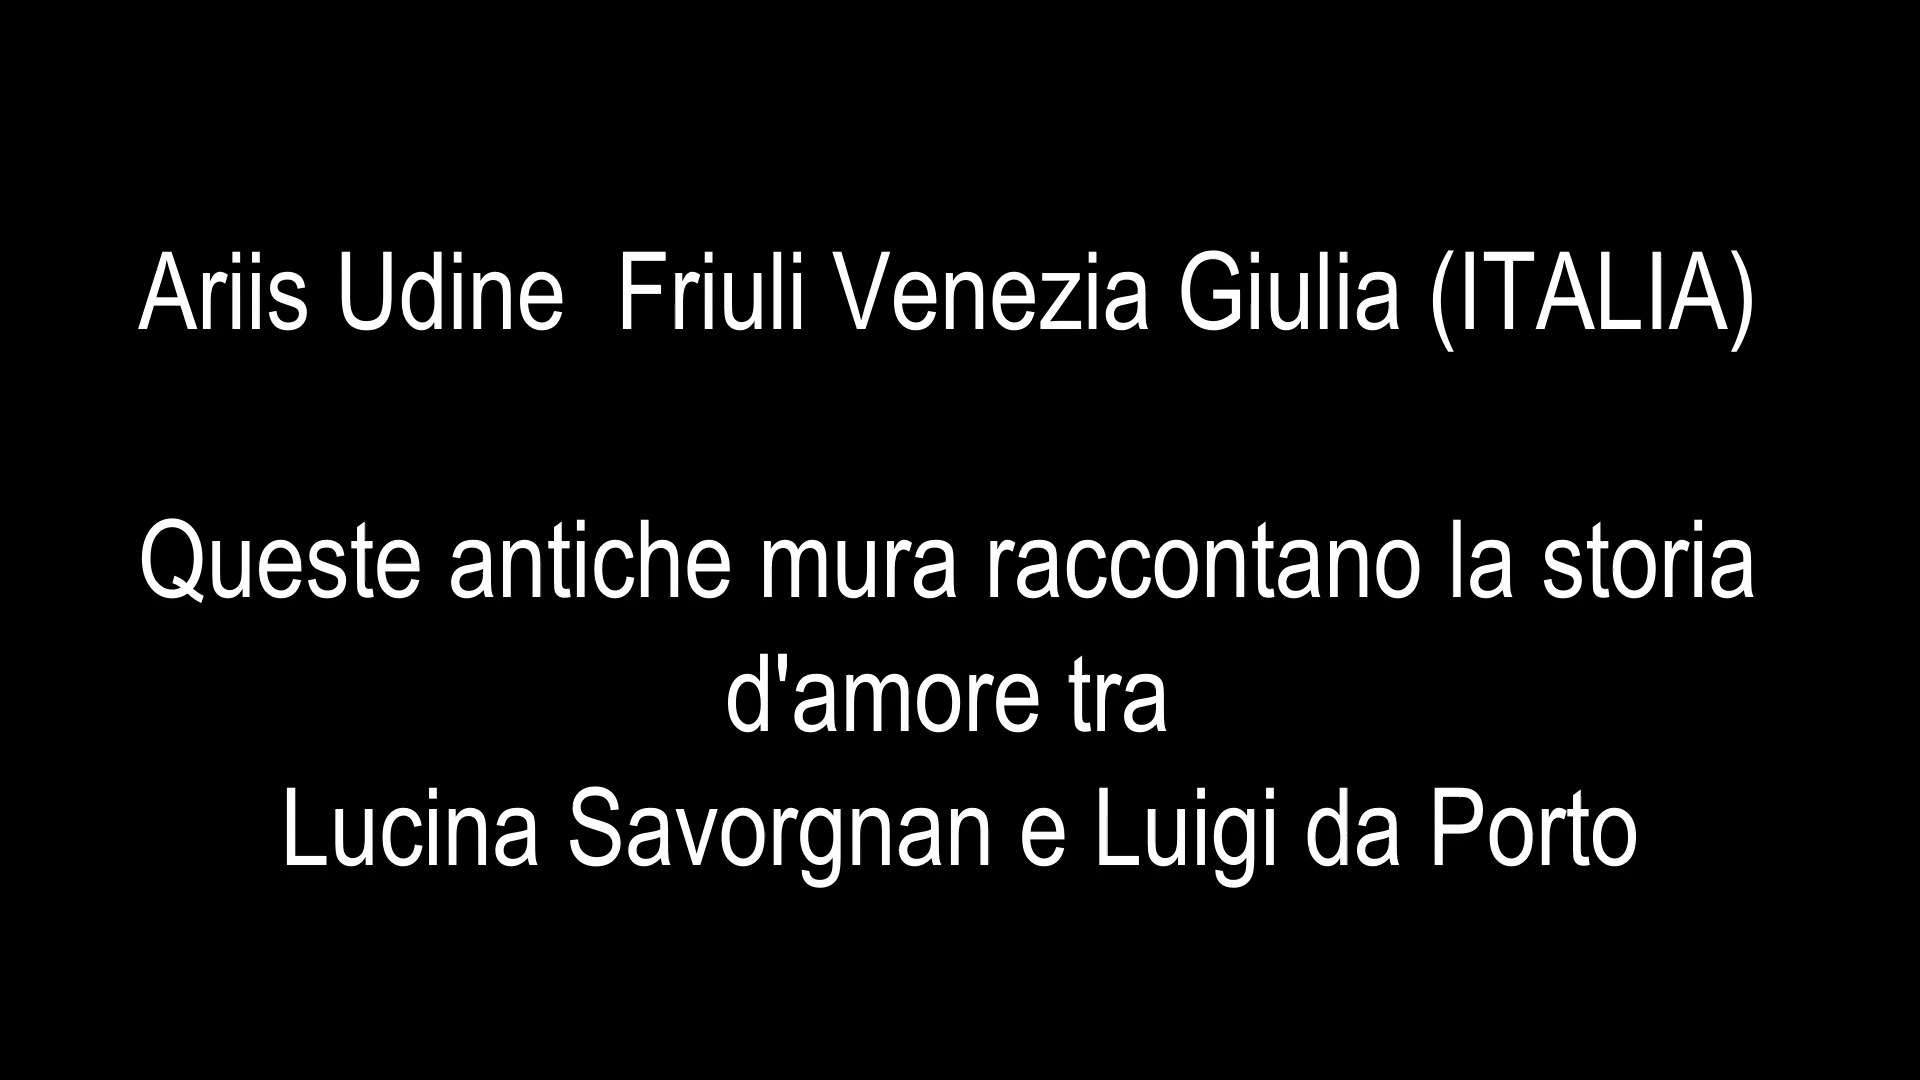 Ariis Udine  Friuli Venezia Giulia (ITALIA)
Queste antiche mura raccontano la storia
d'amore tra
Lucina Savorgnan e Luigi da Porto